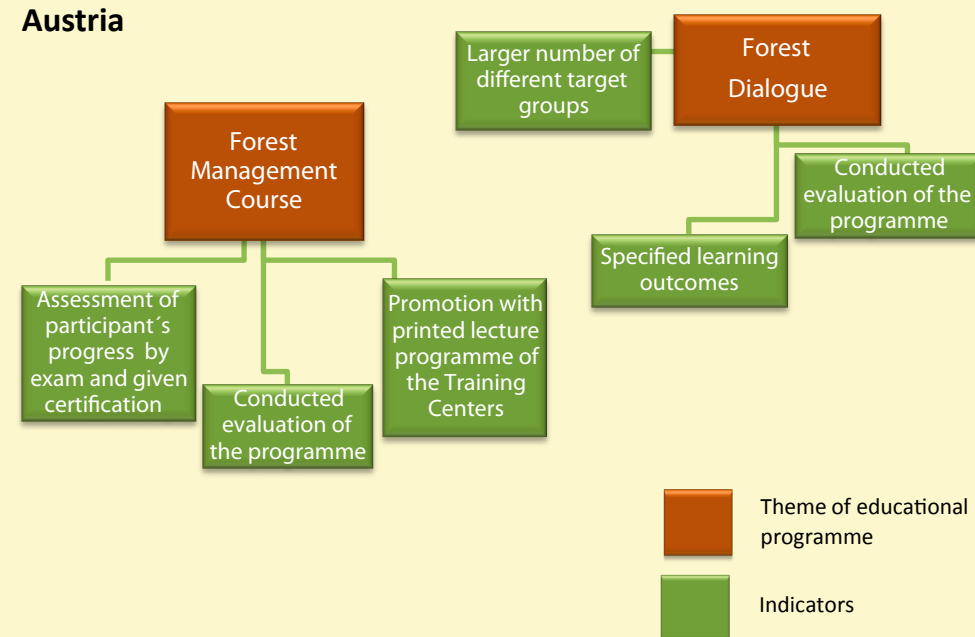 Austria
Forest
Management
Course
Assessment of
participant´s
progress by
exam and given
certification
Conducted
evaluation of
the programme
Promotion with
printed lecture
programme of
the Training
Centers
Larger number of
different target
groups
Forest
Dialogue
Specified learning
outcomes
Conducted
evaluation of the
programme
Theme of educational
programme
Indicators